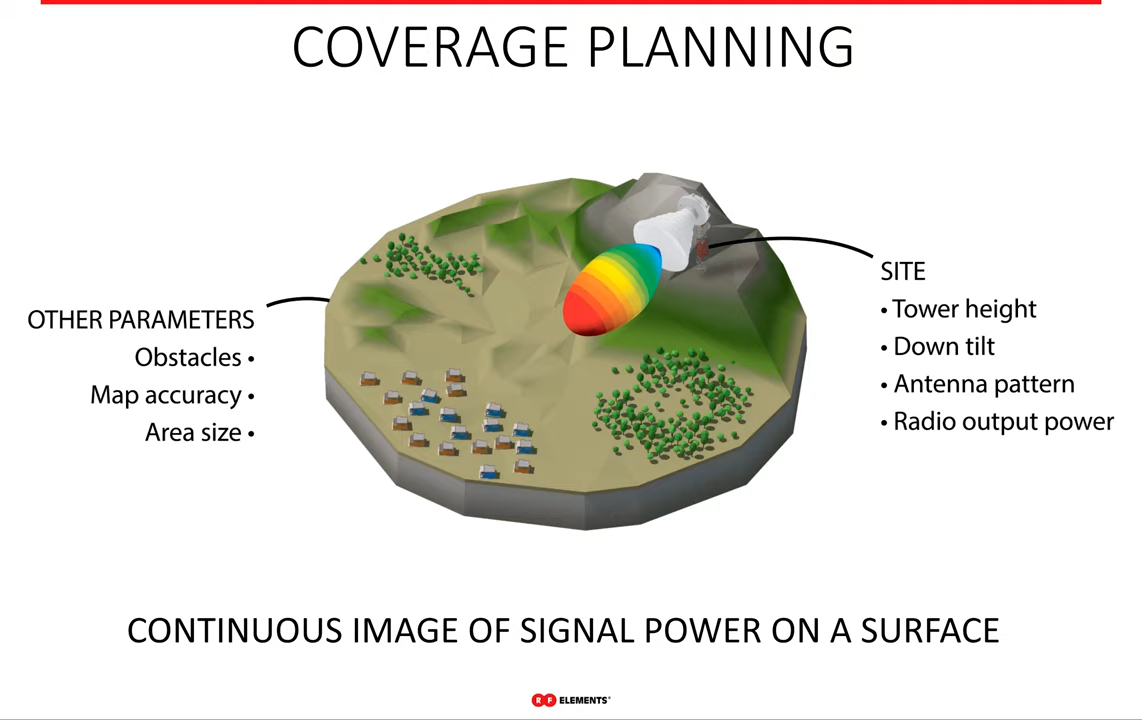 COVERAGE PLANNING
OTHER PARAMETERS
Obstacles •
Map accuracy •
Area size •
SITE
• Tower height
• Down tilt
• Antenna pattern
• Radio output power
CONTINUOUS IMAGE OF SIGNAL POWER ON A SURFACE
RF ELEMENTS®